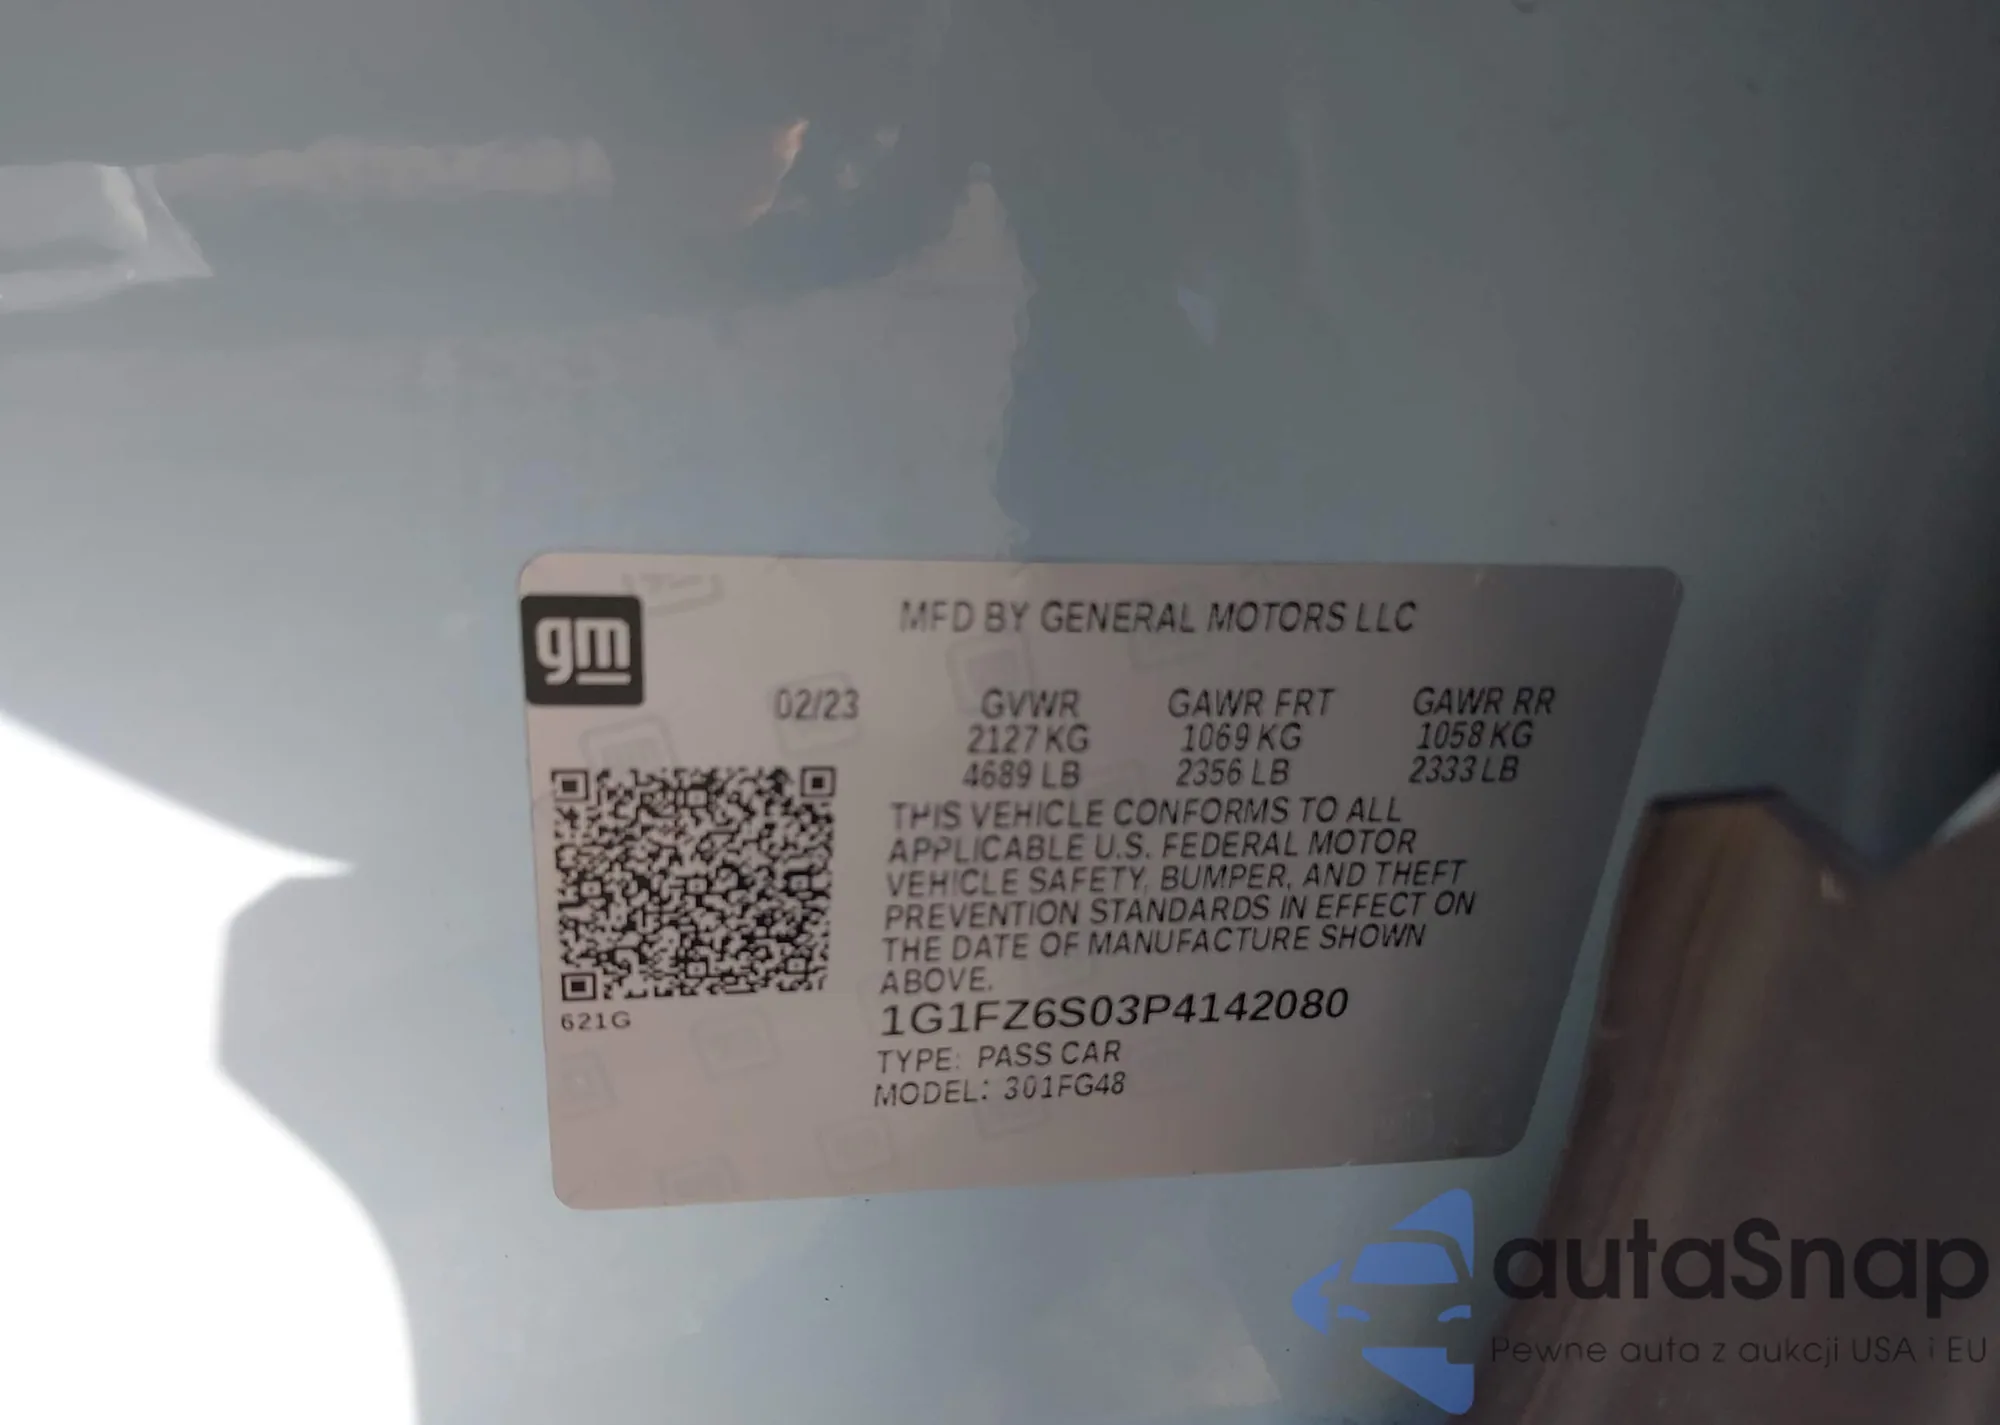 gm
MFD BY GENERAL MOTORS LLC
02/23 GVWR GAWR FRT GAWR RR
2127 KG 1069 KG 1058 KG
4689 LB 2356 LB 2333 LB
THIS VEHICLE CONFORMS TO ALL
APPLICABLE U.S. FEDERAL MOTOR
VEHICLE SAFETY, BUMPER, AND THEFT
PREVENTION STANDARDS IN EFFECT ON
THE DATE OF MANUFACTURE SHOWN
ABOVE.
621G
1G1FZ6S03P4142080
TYPE: PASS CAR
MODEL: 301FG48
autaSnap
Pewne auta z aukcji USA i EU